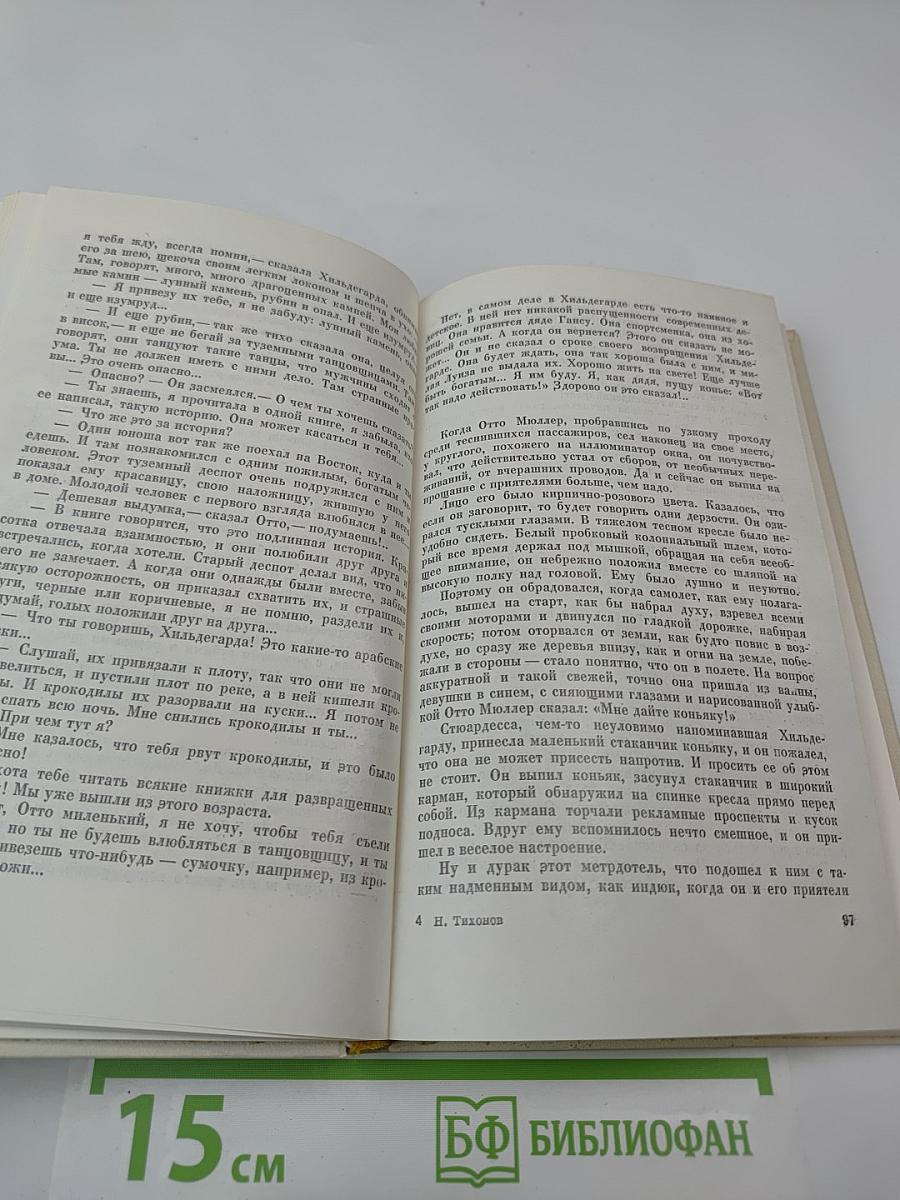 я тебя жду, всегда помни,— сказала Хильдегарда,
его за шею, щекоча своим легким локоном и шепча
Там, говорят, много, много драгоценных камней. Мои
мые камни — лунный камень, рубин и опал. И еще
— Я привезу их тебе, я не забуду: лунный камень,
и еще изумруд...
— И еще рубин,— так же тихо сказала она, целуя
в висок,— и еще не бегай за туземными танцовщицами.
говорят, они танцуют такие танцы, что мужчины сходят
ума. Ты не должен иметь с ними дело. Там странные
вы... Это очень опасно...
— Опасно? — Он засмеялся.— О чем ты хочешь
— Ты знаешь, я прочитала в одной книге, я забыла,
ее написал, такую историю. Она может касаться и тебя...
— Что же это за история?
— Один юноша вот так же поехал на Восток, куда и
едешь. И там познакомился с одним пожилым, богатым
ловеком. Этот туземный деспот очень подружился с ним и
показал ему красавицу, свою наложницу, жившую у него
в доме. Молодой человек с первого взгляда влюбился в нее...
— Дешевая выдумка,— сказал Отто,— подумаешь!..
— В книге говорится, что это подлинная история.
сотка отвечала взаимностью, и они полюбили друг друга и
встречались, когда хотели. Старый деспот делал вид, что
чего не замечает. А когда они однажды были вместе, забыв
сякую осторожность, он приказал схватить их, и страшные
уги, черные или коричневые, я не помню, раздели их и,
думай, голых положили друг на друга...
— Что ты говоришь, Хильдегарда! Это какие-то арабские
ки...
— Слушай, их привязали к плоту, так что они не могли
велиться, и пустили плот по реке, а в ней кишели кро-
ы. И крокодилы их разорвали на куски... Я потом не
спать всю ночь. Мне снились крокодилы и ты...
При чем тут я?
Мне казалось, что тебя рвут крокодилы, и это было
сно!
хота тебе читать всякие книжки для развращенных
! Мы уже вышли из этого возраста.
т, Отто миленький, я не хочу, чтобы тебя съели
но ты не будешь влюбляться в танцовщицу, и ты
ивезешь что-нибудь — сумочку, например, из кро-
ожи...
Нет, в самом деле в Хильдегарде есть что-то наивное и
детское. В ней нет никакой распущенности современных де-
виц. Она нравится дяде Гансу. Она спортсменка, она из хо-
рошей семьи. А когда он вернется? Этого он сказать не мо-
жет... Он и не сказал о сроке своего возвращения Хильде-
гарде. Она будет ждать, она так хороша была с ним, и ми-
лая Луиза не выдала их. Хорошо жить на свете! Еще лучше
быть богатым... Я им буду. Я, как дядя, пущу конье: «Вот
так надо действовать!» Здорово он это сказал!..
Когда Отто Мюллер, пробравшись по узкому проходу
среди теснившихся пассажиров, сел наконец на свое место,
у круглого, похожего на иллюминатор окна, он почувство-
вал, что действительно устал от сборов, от необычных пере-
живаний, от вчерашних проводов. Да и сейчас он выпил на
прощание с приятелями больше, чем надо.
Лицо его было кирпично-розового цвета. Казалось, что
если он заговорит, то будет говорить одни дерзости. Он ози-
рался тусклыми глазами. В тяжелом тесном кресле было не-
удобно сидеть. Белый пробковый колониальный шлем, кото-
рый все время держал под мышкой, обращая на себя всеоб-
щее внимание, он небрежно положил вместе со шляпой на
высокую полку над головой. Ему было душно и неуютно.
Поэтому он обрадовался, когда самолет, как ему полага-
лось, вышел на старт, как бы набрал духу, взревел всеми
своими моторами и двинулся по гладкой дорожке, набирая
скорость; потом оторвался от земли, как будто повис в воз-
духе, но сразу же деревья внизу, как и огни на земле, побе-
жали в стороны — стало понятно, что он в полете. На вопрос
аккуратной и такой свежей, точно она пришла из ванны,
девушки в синем, с сияющими глазами и нарисованной улыб-
кой Отто Мюллер сказал: «Мне дайте коньяку!»
Стюардесса, чем-то неуловимо напоминавшая Хильде-
гарду, принесла маленький стаканчик коньяку, и он пожалел,
что она не может присесть напротив. И просить ее об этом
не стоит. Он выпил коньяк, засунул стаканчик в широкий
карман, который обнаружил на спинке кресла прямо перед
собой. Из кармана торчали рекламные проспекты и кусок
подноса. Вдруг ему вспомнилось нечто смешное, и он при-
шел в веселое настроение.
Ну и дурак этот метрдотель, что подошел к ним с та-
ким надменным видом, как индюк, когда он и его приятели
4 Н. Тихонов 97
15 см
БФ БИБЛИОФАН